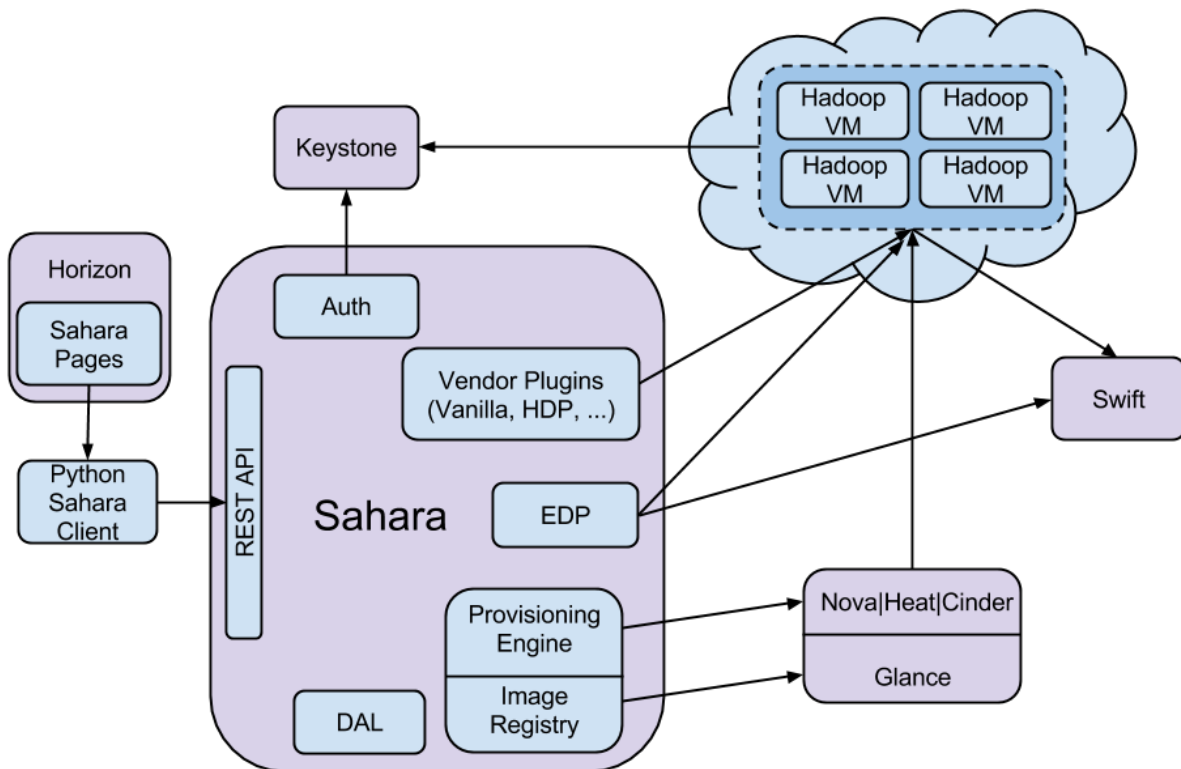 Hadoop
VM
Hadoop
VM
Hadoop
VM
Hadoop
VM
Keystone
Horizon
Sahara
Pages
Auth
Vendor Plugins
(Vanilla, HDP, ...)
Swift
Python
Sahara
Client
REST API
Sahara
EDP
Provisioning
Engine
Nova|Heat|Cinder
Image
Registry
Glance
DAL